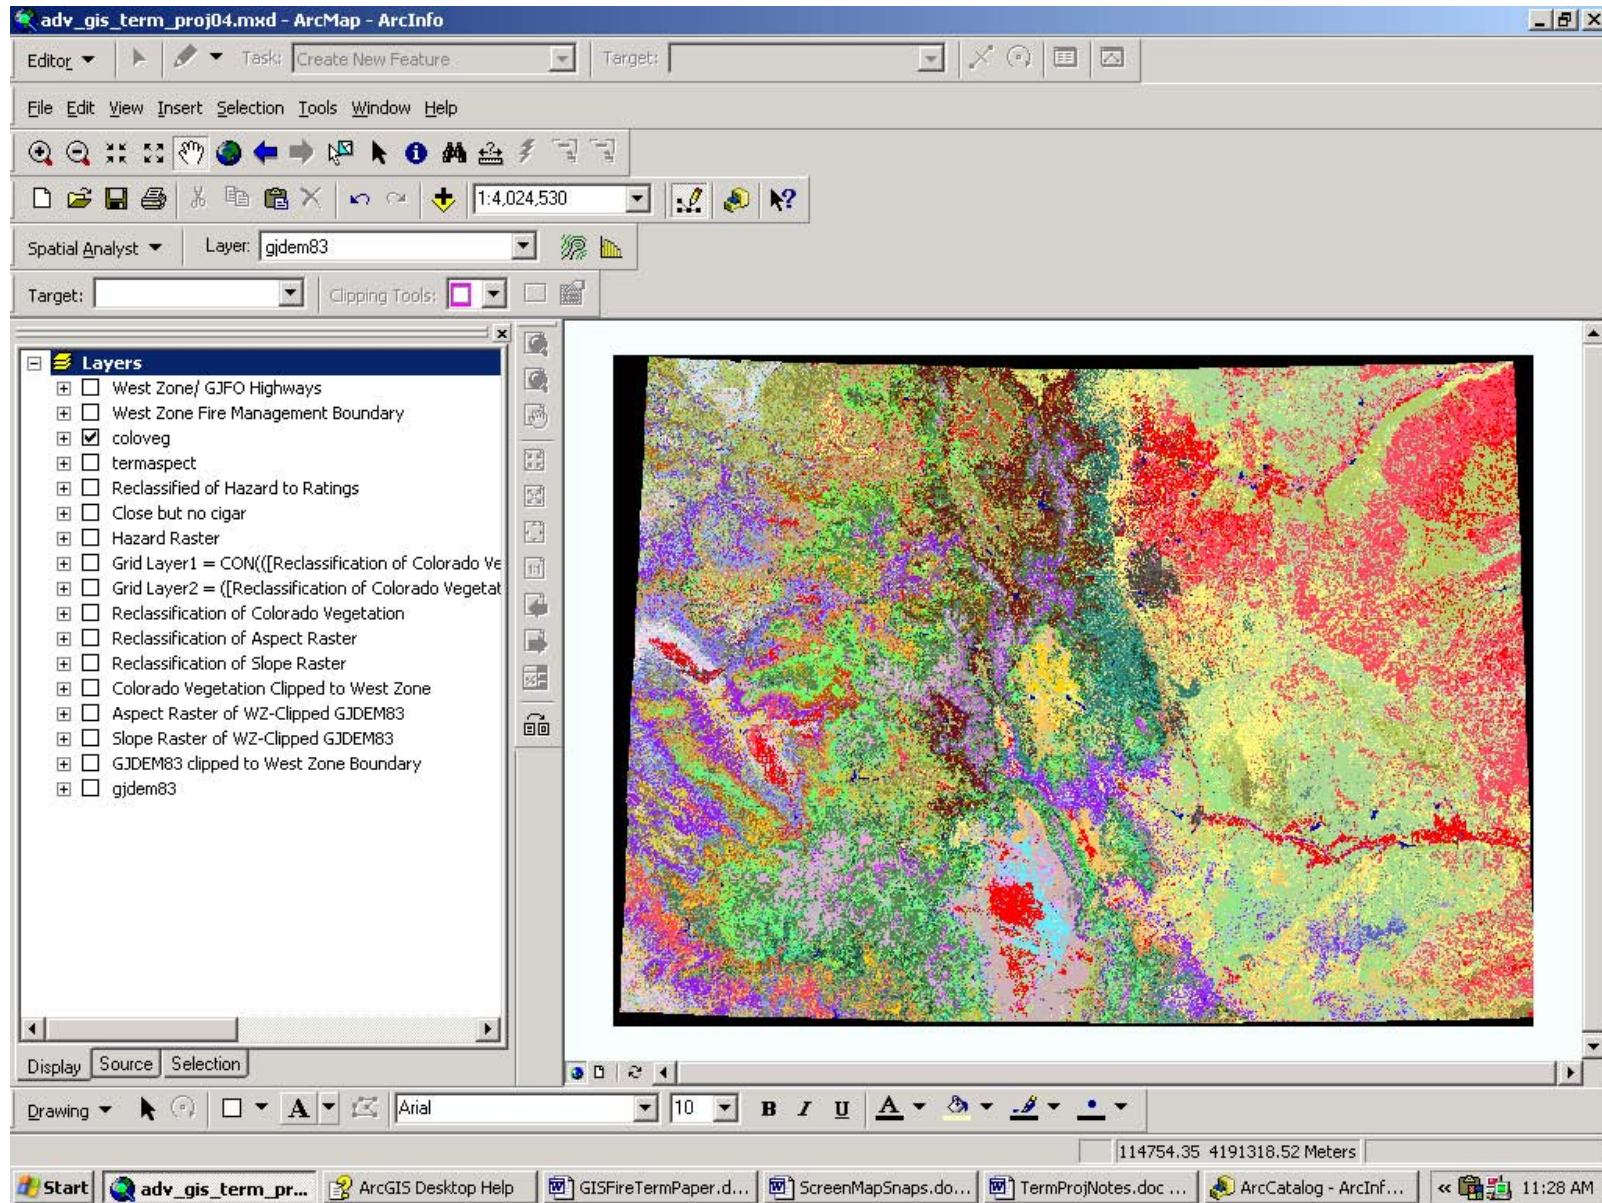 adv_gis_term_proj04.mxd - ArcMap - ArcInfo
Editor Task: Create New Feature Target:
File Edit View Insert Selection Tools Window Help
1:4,024,530
Spatial Analyst Layer: gjdem83
Target: Clipping Tools:
Layers
West Zone/ GJFO Highways
West Zone Fire Management Boundary
coloveg
termaspect
Reclassified of Hazard to Ratings
Close but no cigar
Hazard Raster
Grid Layer1 = CON(([Reclassification of Colorado Ve
Grid Layer2 = ([Reclassification of Colorado Vegetat
Reclassification of Colorado Vegetation
Reclassification of Aspect Raster
Reclassification of Slope Raster
Colorado Vegetation Clipped to West Zone
Aspect Raster of WZ-Clipped GJDEM83
Slope Raster of WZ-Clipped GJDEM83
GJDEM83 clipped to West Zone Boundary
gjdem83
Display Source Selection
Drawing A Arial 10 B I U A
114754.35 4191318.52 Meters
Start adv_gis_term_pr... ArcGIS Desktop Help GISFireTermPaper.d... ScreenMapSnaps.do... TermProjNotes.doc ... ArcCatalog - ArcInf... « 11:28 AM